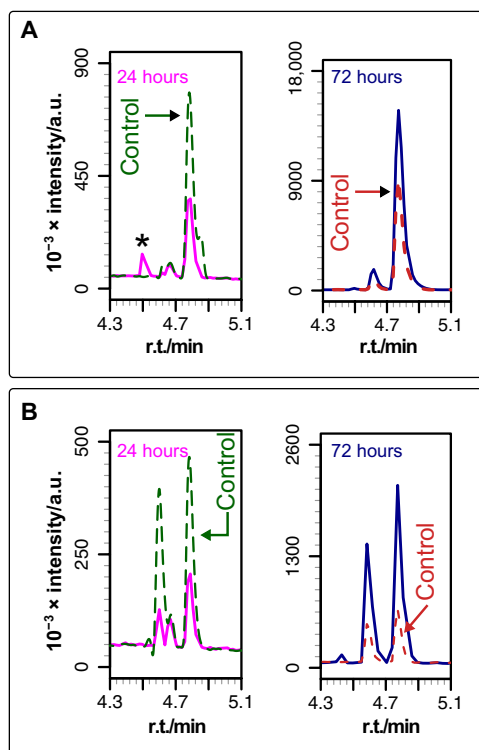 A
24 hours
Control
*
900
450
0
10⁻³ × intensity/a.u.
4.3 4.7 5.1
r.t./min
72 hours
Control
18,000
9000
0
4.3 4.7 5.1
r.t./min
B
24 hours
Control
500
250
0
10⁻³ × intensity/a.u.
4.3 4.7 5.1
r.t./min
72 hours
Control
2600
1300
0
4.3 4.7 5.1
r.t./min